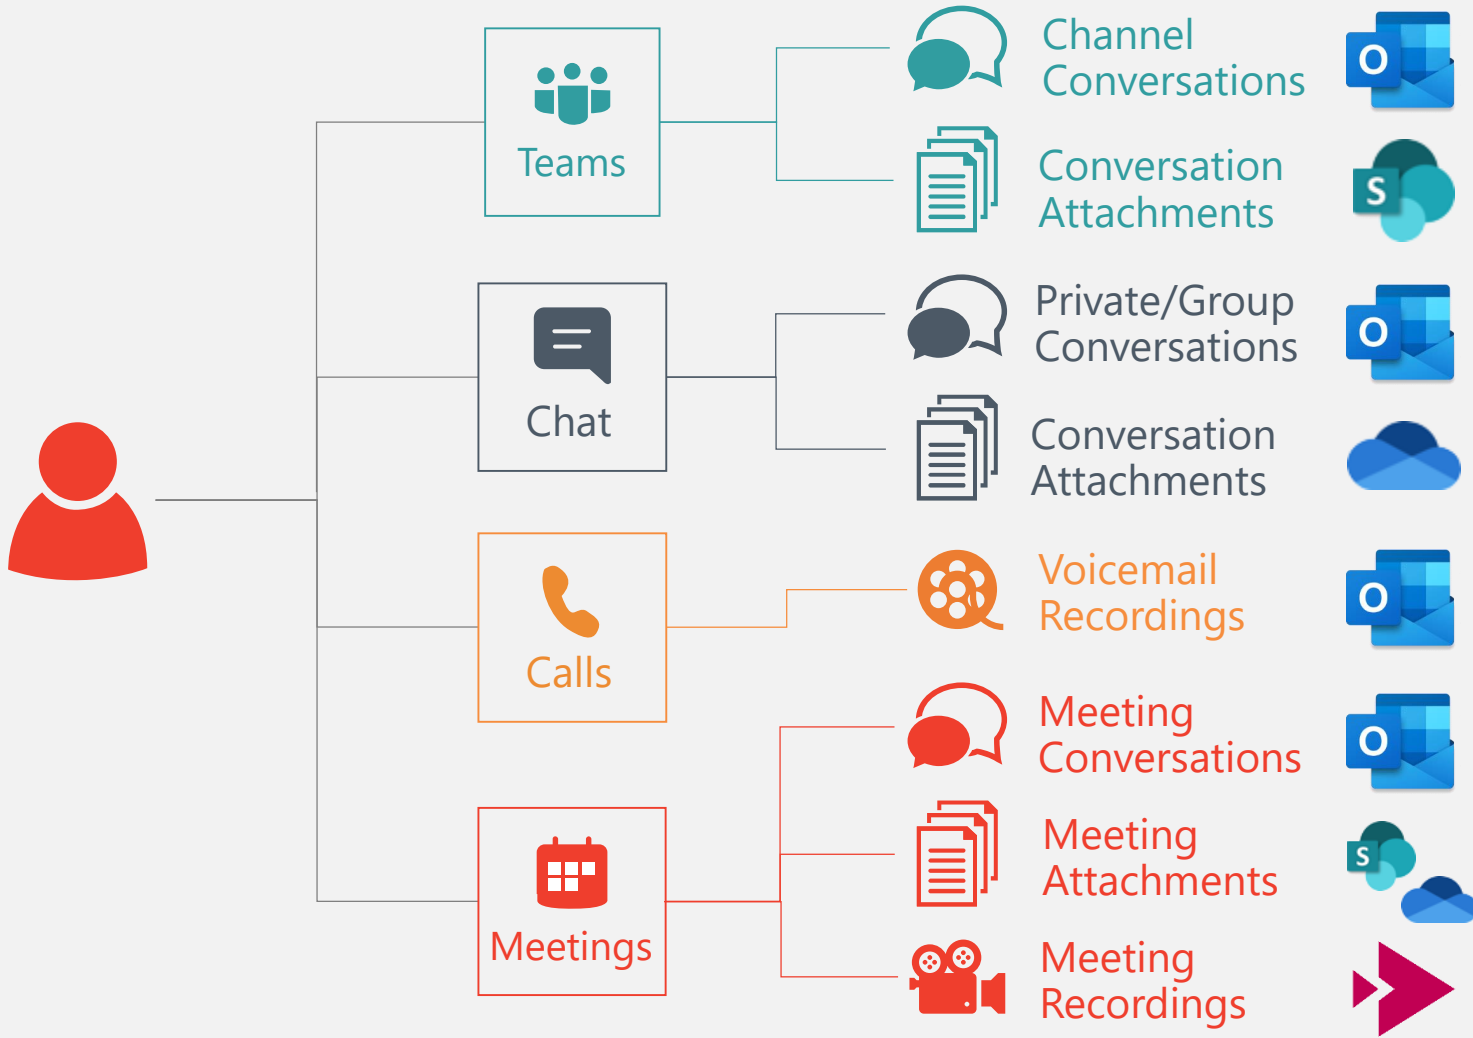 Teams
Channel
Conversations
O
Conversation
Attachments
S
Chat
Private/Group
Conversations
O
Conversation
Attachments
Calls
Voicemail
Recordings
O
Meetings
Meeting
Conversations
O
Meeting
Attachments
S
Meeting
Recordings